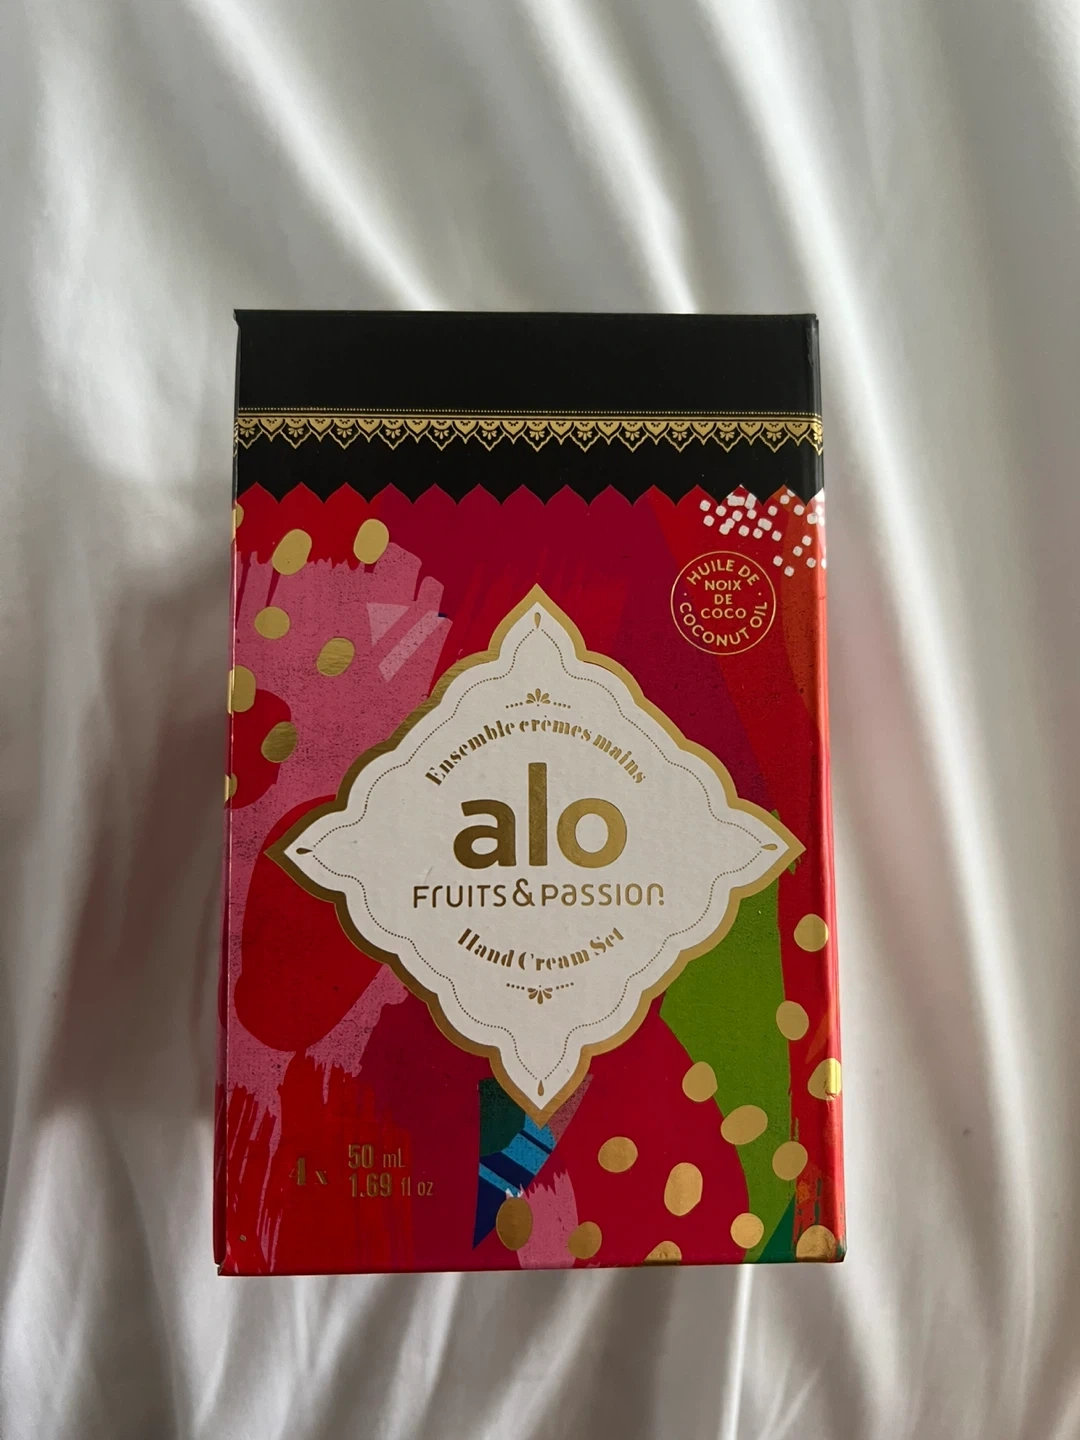 HUILE DE
NOIX
DE
COCO
COCONUT OIL
Ensemble crèmes mains
alo
FRUITS & PASSION
Hand Cream Set
4 x 50 mL
1.69 fl oz